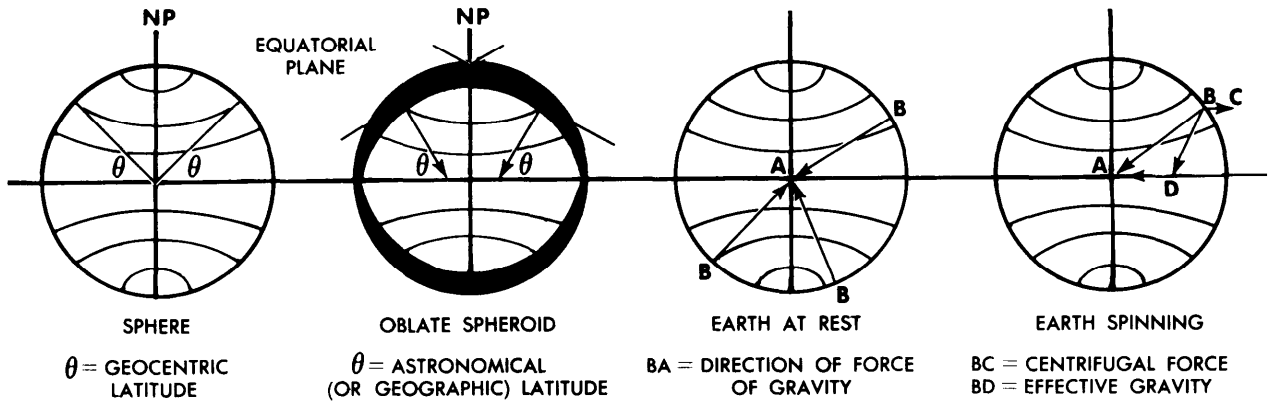 NP
θ θ
SPHERE
θ = GEOCENTRIC
LATITUDE
EQUATORIAL
PLANE
NP
θ θ
OBLATE SPHEROID
θ = ASTRONOMICAL
(OR GEOGRAPHIC) LATITUDE
B
A
B
B
EARTH AT REST
BA = DIRECTION OF FORCE
OF GRAVITY
B C
A
D
EARTH SPINNING
BC = CENTRIFUGAL FORCE
BD = EFFECTIVE GRAVITY